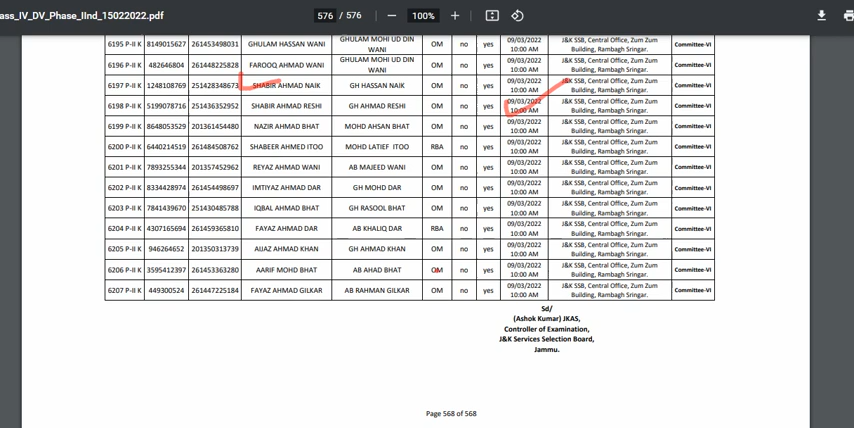 ass_IV_DV_Phase_IInd_15022022.pdf 576 / 576 100%
6195 P-II K 8149015627 261453498031 GHULAM HASSAN WANI GHULAM MOHI UD DIN WANI OM no yes 09/03/2022 10:00 AM J&K SSB, Central Office, Zum Zum Building, Rambagh Sringar. Committee-VI
6196 P-II K 482646804 261448225828 FAROOQ AHMAD WANI GHULAM MOHI UD DIN WANI OM no yes 09/03/2022 10:00 AM J&K SSB, Central Office, Zum Zum Building, Rambagh Sringar. Committee-VI
6197 P-II K 1248108769 251428348673 SHABIR AHMAD NAIK GH HASSAN NAIK OM no yes 09/03/2022 10:00 AM J&K SSB, Central Office, Zum Zum Building, Rambagh Sringar. Committee-VI
6198 P-II K 5199078716 251436352952 SHABIR AHMAD RESHI GH AHMAD RESHI OM no yes 09/03/2022 10:00 AM J&K SSB, Central Office, Zum Zum Building, Rambagh Sringar. Committee-VI
6199 P-II K 8648053529 201361454480 NAZIR AHMAD BHAT MOHD AHSAN BHAT OM no yes 09/03/2022 10:00 AM J&K SSB, Central Office, Zum Zum Building, Rambagh Sringar. Committee-VI
6200 P-II K 6440214519 261484508762 SHABEER AHMED ITOO MOHD LATIEF ITOO RBA no yes 09/03/2022 10:00 AM J&K SSB, Central Office, Zum Zum Building, Rambagh Sringar. Committee-VI
6201 P-II K 7893255344 201357452962 REYAZ AHMAD WANI AB MAJEED WANI OM no yes 09/03/2022 10:00 AM J&K SSB, Central Office, Zum Zum Building, Rambagh Sringar. Committee-VI
6202 P-II K 8334428974 261454498697 IMTIYAZ AHMAD DAR GH MOHD DAR OM no yes 09/03/2022 10:00 AM J&K SSB, Central Office, Zum Zum Building, Rambagh Sringar. Committee-VI
6203 P-II K 7841439670 251430485788 IQBAL AHMAD BHAT GH RASOOL BHAT OM no yes 09/03/2022 10:00 AM J&K SSB, Central Office, Zum Zum Building, Rambagh Sringar. Committee-VI
6204 P-II K 4307165694 261459365810 FAYAZ AHMAD DAR AB KHALIQ DAR RBA no yes 09/03/2022 10:00 AM J&K SSB, Central Office, Zum Zum Building, Rambagh Sringar. Committee-VI
6205 P-II K 946264652 201350313739 AIJAZ AHMAD KHAN GH AHMAD KHAN OM no yes 09/03/2022 10:00 AM J&K SSB, Central Office, Zum Zum Building, Rambagh Sringar. Committee-VI
6206 P-II K 3595412397 261453363280 AARIF MOHD BHAT AB AHAD BHAT OM no yes 09/03/2022 10:00 AM J&K SSB, Central Office, Zum Zum Building, Rambagh Sringar. Committee-VI
6207 P-II K 449300524 261447225184 FAYAZ AHMAD GILKAR AB RAHMAN GILKAR OM no yes 09/03/2022 10:00 AM J&K SSB, Central Office, Zum Zum Building, Rambagh Sringar. Committee-VI
Sd/
(Ashok Kumar) JKAS,
Controller of Examination,
J&K Services Selection Board,
Jammu.
Page 568 of 568